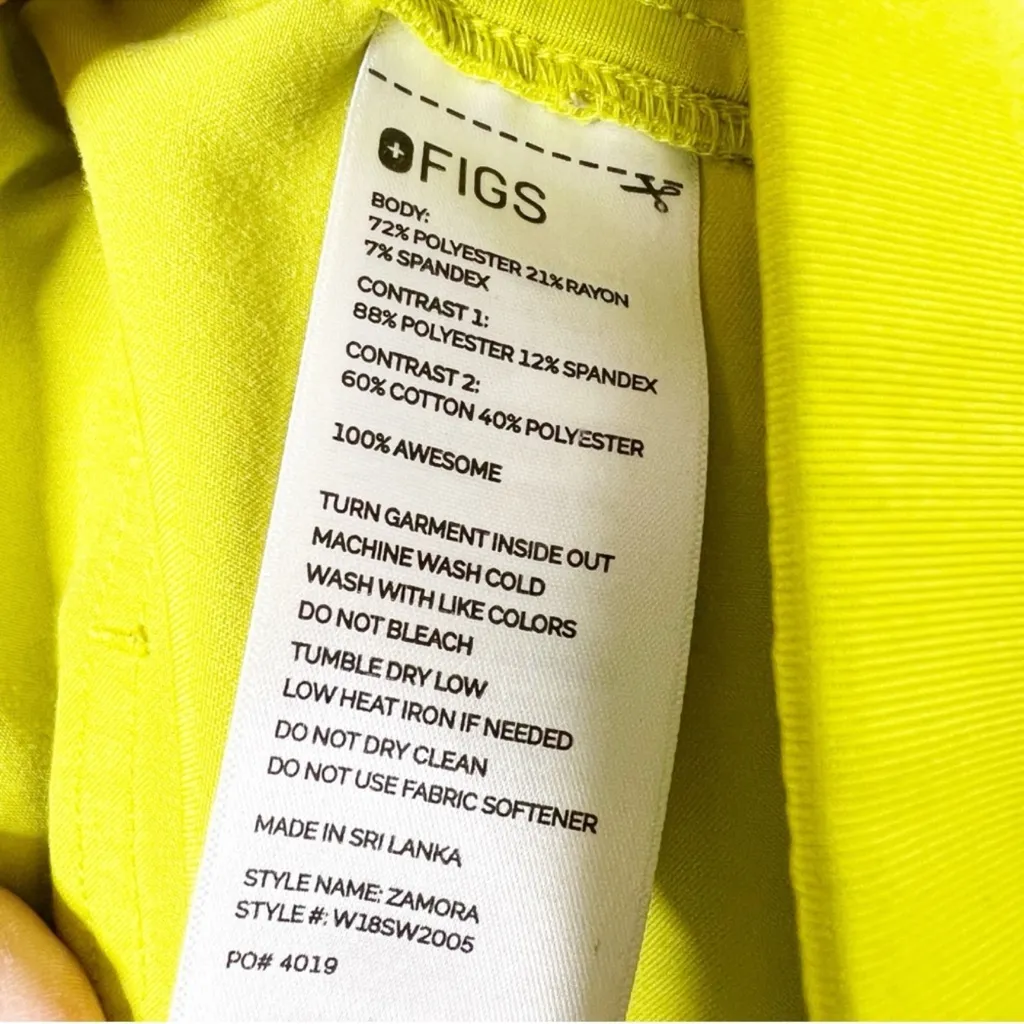 FIGS
BODY:
72% POLYESTER 21% RAYON
7% SPANDEX
CONTRAST 1:
88% POLYESTER 12% SPANDEX
CONTRAST 2:
60% COTTON 40% POLYESTER
100% AWESOME
TURN GARMENT INSIDE OUT
MACHINE WASH COLD
WASH WITH LIKE COLORS
DO NOT BLEACH
TUMBLE DRY LOW
LOW HEAT IRON IF NEEDED
DO NOT DRY CLEAN
DO NOT USE FABRIC SOFTENER
MADE IN SRI LANKA
STYLE NAME: ZAMORA
STYLE #: W18SW2005
PO# 4019